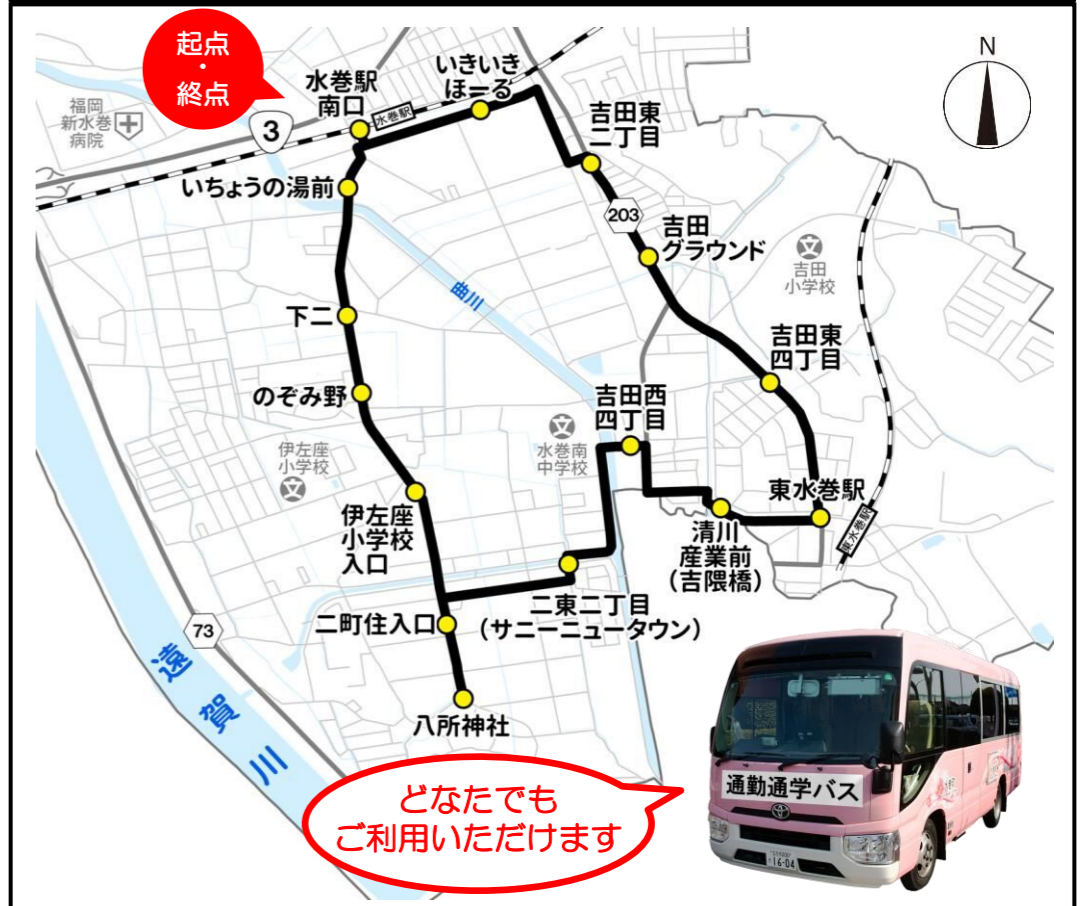 起点
・
終点
水巻駅
南口
水巻駅
いきいき
ほーる
吉田東
二丁目
N
福岡
新水巻
病院
3
いちょうの湯前
203
吉田
グラウンド
立
吉田
小学校
曲川
下二
吉田東
四丁目
のぞみ野
吉田西
四丁目
立
水巻南
中学校
伊左座
小学校
立
東水巻駅
東水巻駅
伊左座
小学校
入口
清川
産業前
(吉隈橋)
二東二丁目
(サニーニュータウン)
二町住入口
73
遠賀川
八所神社
どなたでも
ご利用いただけます
通勤通学バス
16-04